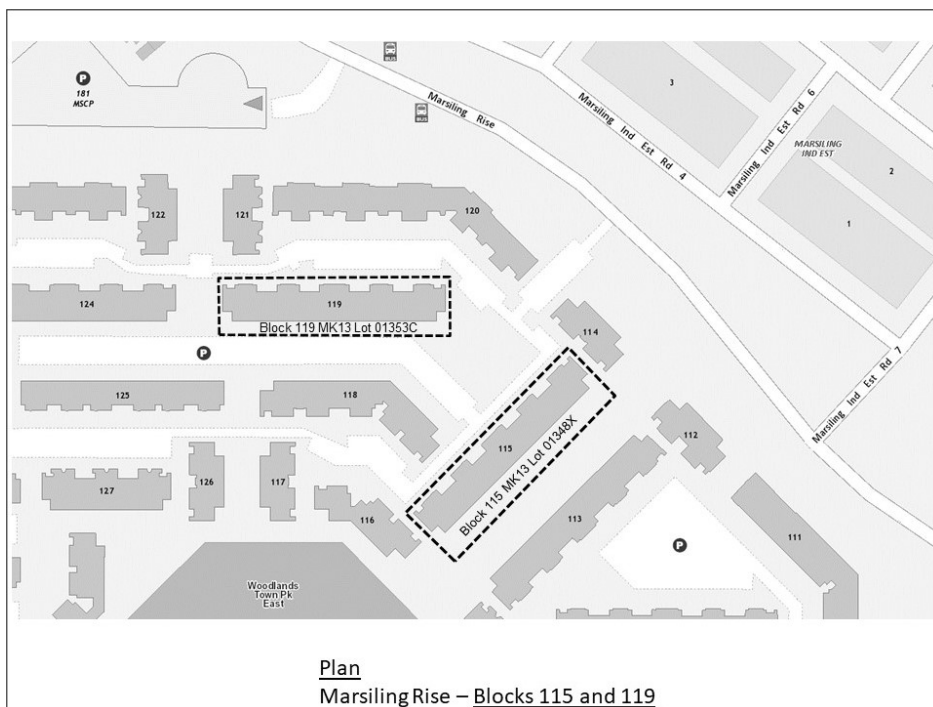 P
181
MSCP
BUS
BUS
Marsiling Rise
3
Marsiling Ind Est Rd 4
Marsiling Ind Est Rd 6
MARSILING
IND EST
2
1
122
121
120
124
119
Block 119 MK13 Lot 01353C
114
P
Marsiling Ind Est Rd 7
125
118
115
Block 115 MK13 Lot 01348X
112
127
126
117
116
113
111
P
Woodlands
Town Pk
East
Plan
Marsiling Rise – Blocks 115 and 119